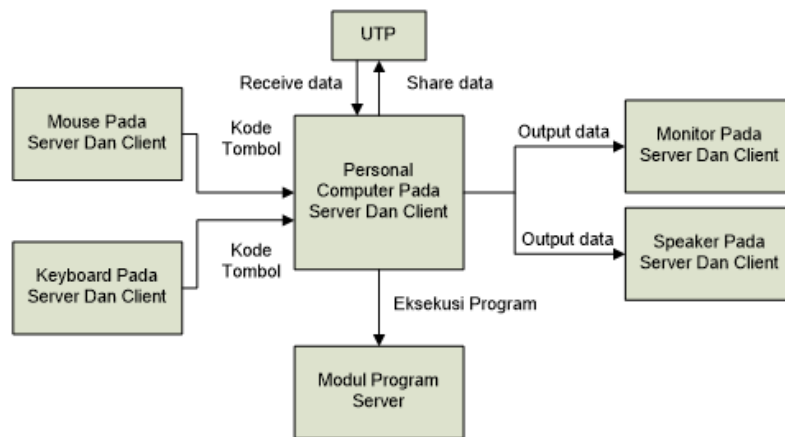 UTP
Receive data
Share data
Mouse Pada
Server Dan Client
Kode
Tombol
Personal
Computer Pada
Server Dan Client
Output data
Monitor Pada
Server Dan Client
Keyboard Pada
Server Dan Client
Kode
Tombol
Output data
Speaker Pada
Server Dan Client
Eksekusi Program
Modul Program
Server